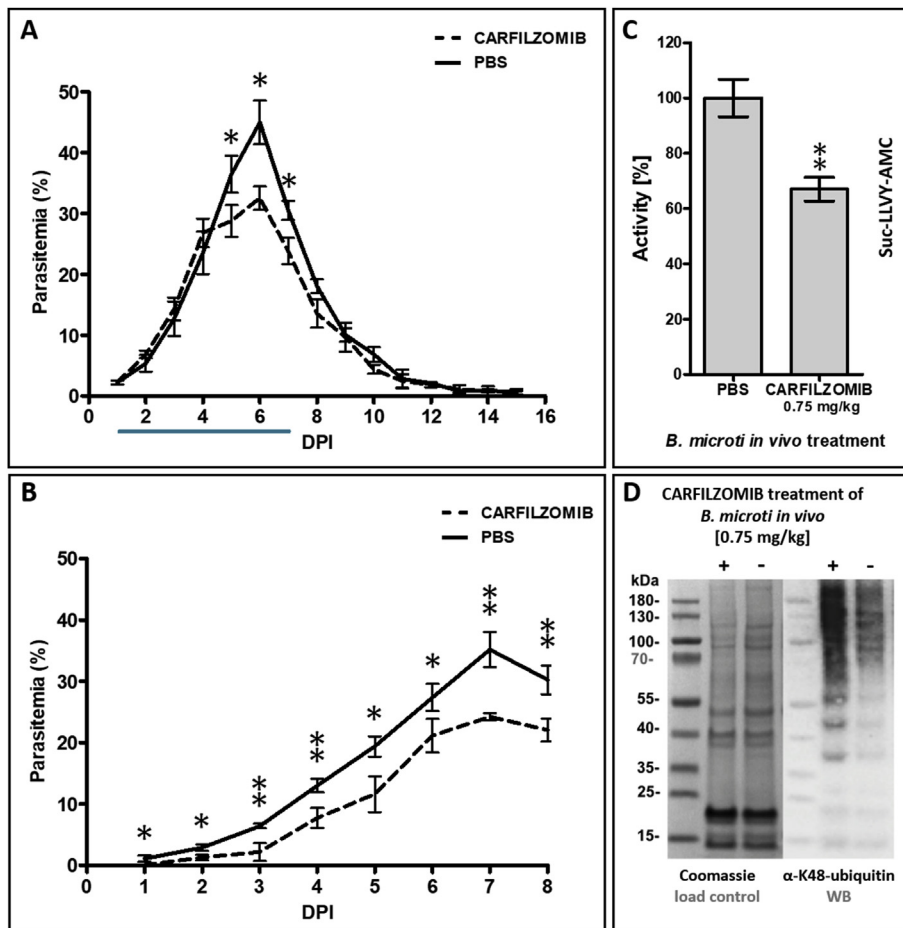 A
CARFILZOMIB
PBS
Parasitemia (%)
50
40
30
20
10
0
* * *
0 2 4 6 8 10 12 14 16
DPI
B
CARFILZOMIB
PBS
Parasitemia (%)
50
40
30
20
10
0
* * ** ** * * ** **
0 1 2 3 4 5 6 7 8
DPI
C
Activity [%]
120
100
80
60
40
20
0
**
Suc-LLVY-AMC
PBS CARFILZOMIB
0.75 mg/kg
B. microti in vivo treatment
D
CARFILZOMIB treatment of
B. microti in vivo
[0.75 mg/kg]
+ - + -
kDa
180-
130-
100-
70-
55-
40-
35-
25-
15-
Coomassie α-K48-ubiquitin
load control WB